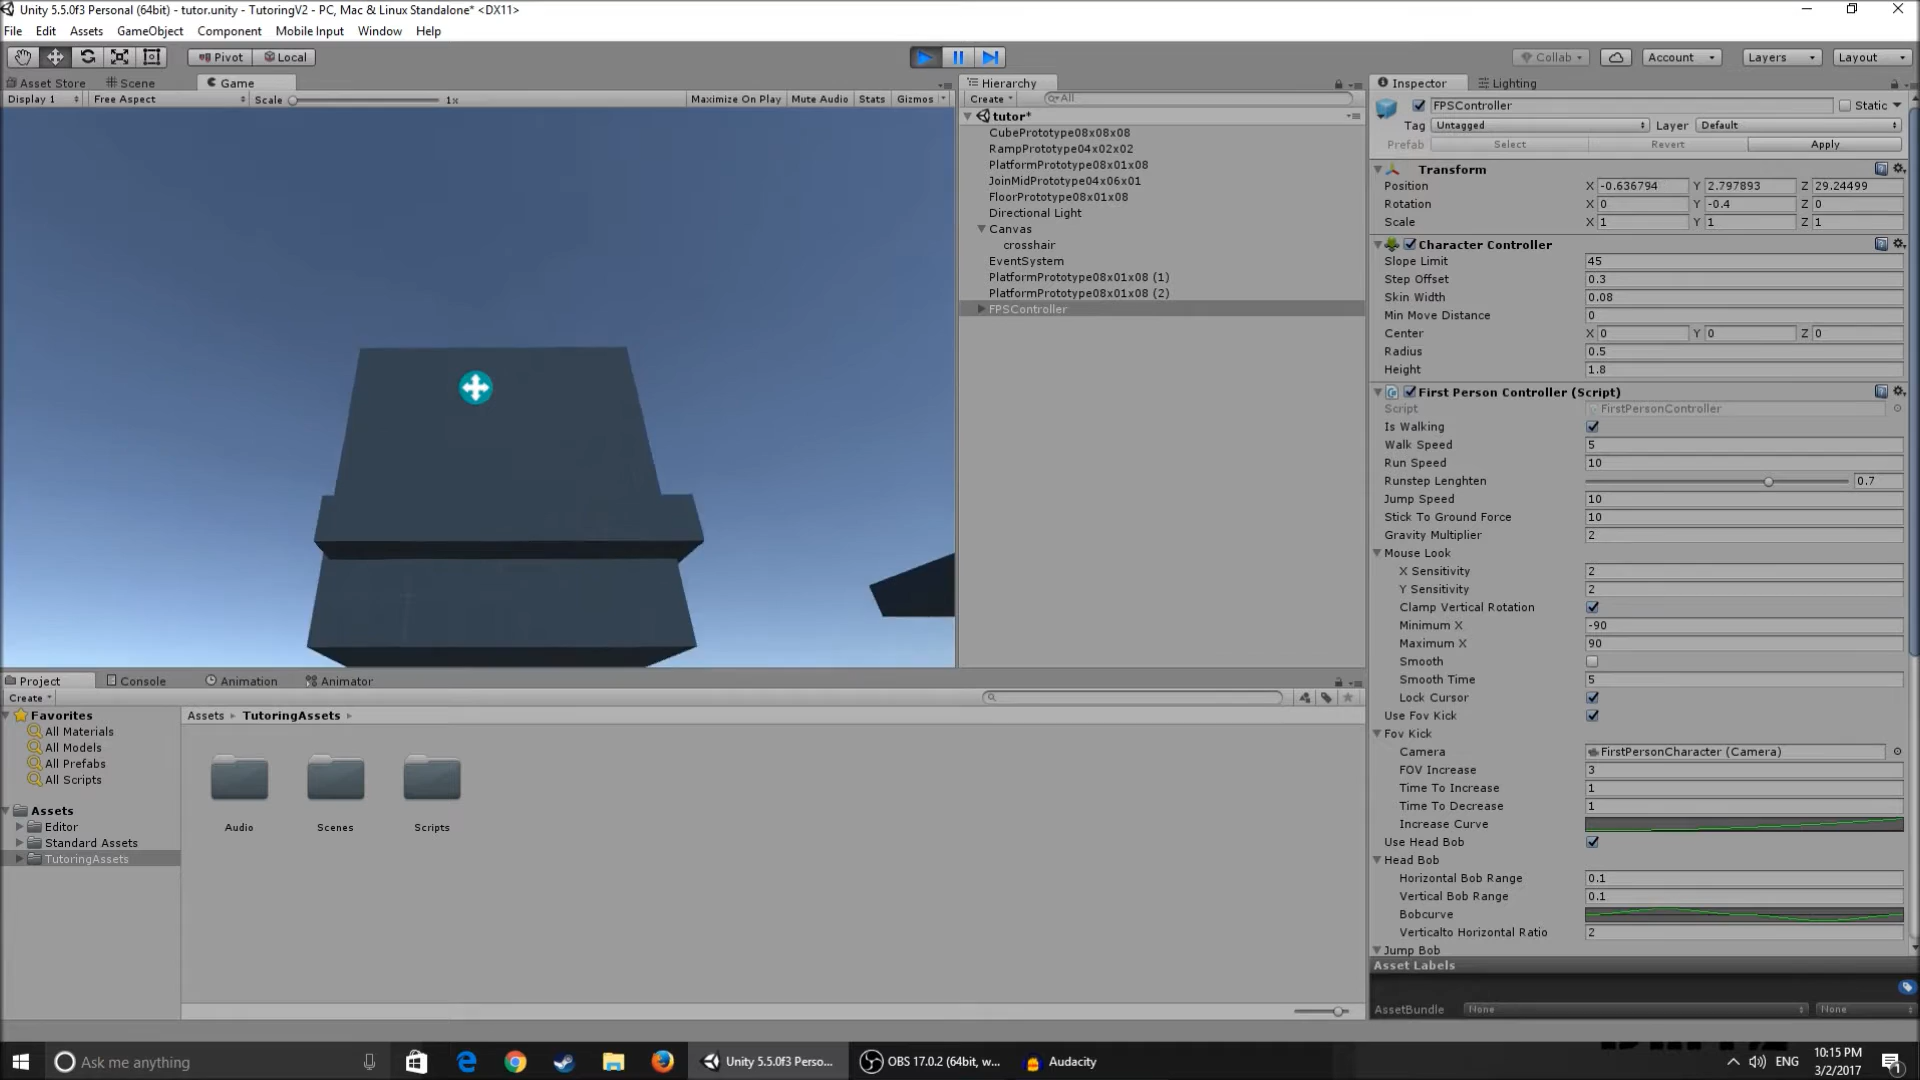 Unity 5.5.0f3 Personal (64bit) - tutor.unity - TutoringV2 - PC, Mac & Linux Standalone* <DX11>
File Edit Assets GameObject Component Mobile Input Window Help
Pivot Local Collab Account Layers Layout
Asset Store Scene Game
Display 1 Free Aspect Scale 1x Maximize On Play Mute Audio Stats Gizmos
Hierarchy
Create All
tutor*
CubePrototype08x08x08
RampPrototype04x02x02
PlatformPrototype08x01x08
JoinMidPrototype04x06x01
FloorPrototype08x01x08
Directional Light
Canvas
crosshair
EventSystem
PlatformPrototype08x01x08 (1)
PlatformPrototype08x01x08 (2)
FPSController
Inspector Lighting
FPSController Static
Tag Untagged Layer Default
Prefab Select Revert Apply
Transform
Position X -0.636794 Y 2.797893 Z 29.24499
Rotation X 0 Y -0.4 Z 0
Scale X 1 Y 1 Z 1
Character Controller
Slope Limit 45
Step Offset 0.3
Skin Width 0.08
Min Move Distance 0
Center X 0 Y 0 Z 0
Radius 0.5
Height 1.8
First Person Controller (Script)
Script FirstPersonController
Is Walking
Walk Speed 5
Run Speed 10
Runstep Lenghten 0.7
Jump Speed 10
Stick To Ground Force 10
Gravity Multiplier 2
Mouse Look
X Sensitivity 2
Y Sensitivity 2
Clamp Vertical Rotation
Minimum X -90
Maximum X 90
Smooth
Smooth Time 5
Lock Cursor
Use Fov Kick
Fov Kick
Camera FirstPersonCharacter (Camera)
FOV Increase 3
Time To Increase 1
Time To Decrease 1
Increase Curve
Use Head Bob
Head Bob
Horizontal Bob Range 0.1
Vertical Bob Range 0.1
Bobcurve
Verticalto Horizontal Ratio 2
Jump Bob
Asset Labels
AssetBundle None None
Project Console Animation Animator
Create
Favorites
All Materials
All Models
All Prefabs
All Scripts
Assets
Editor
Standard Assets
TutoringAssets
Assets TutoringAssets
Audio Scenes Scripts
Ask me anything
Unity 5.5.0f3 Perso...
OBS 17.0.2 (64bit, w...
Audacity
ENG
10:15 PM
3/2/2017
1